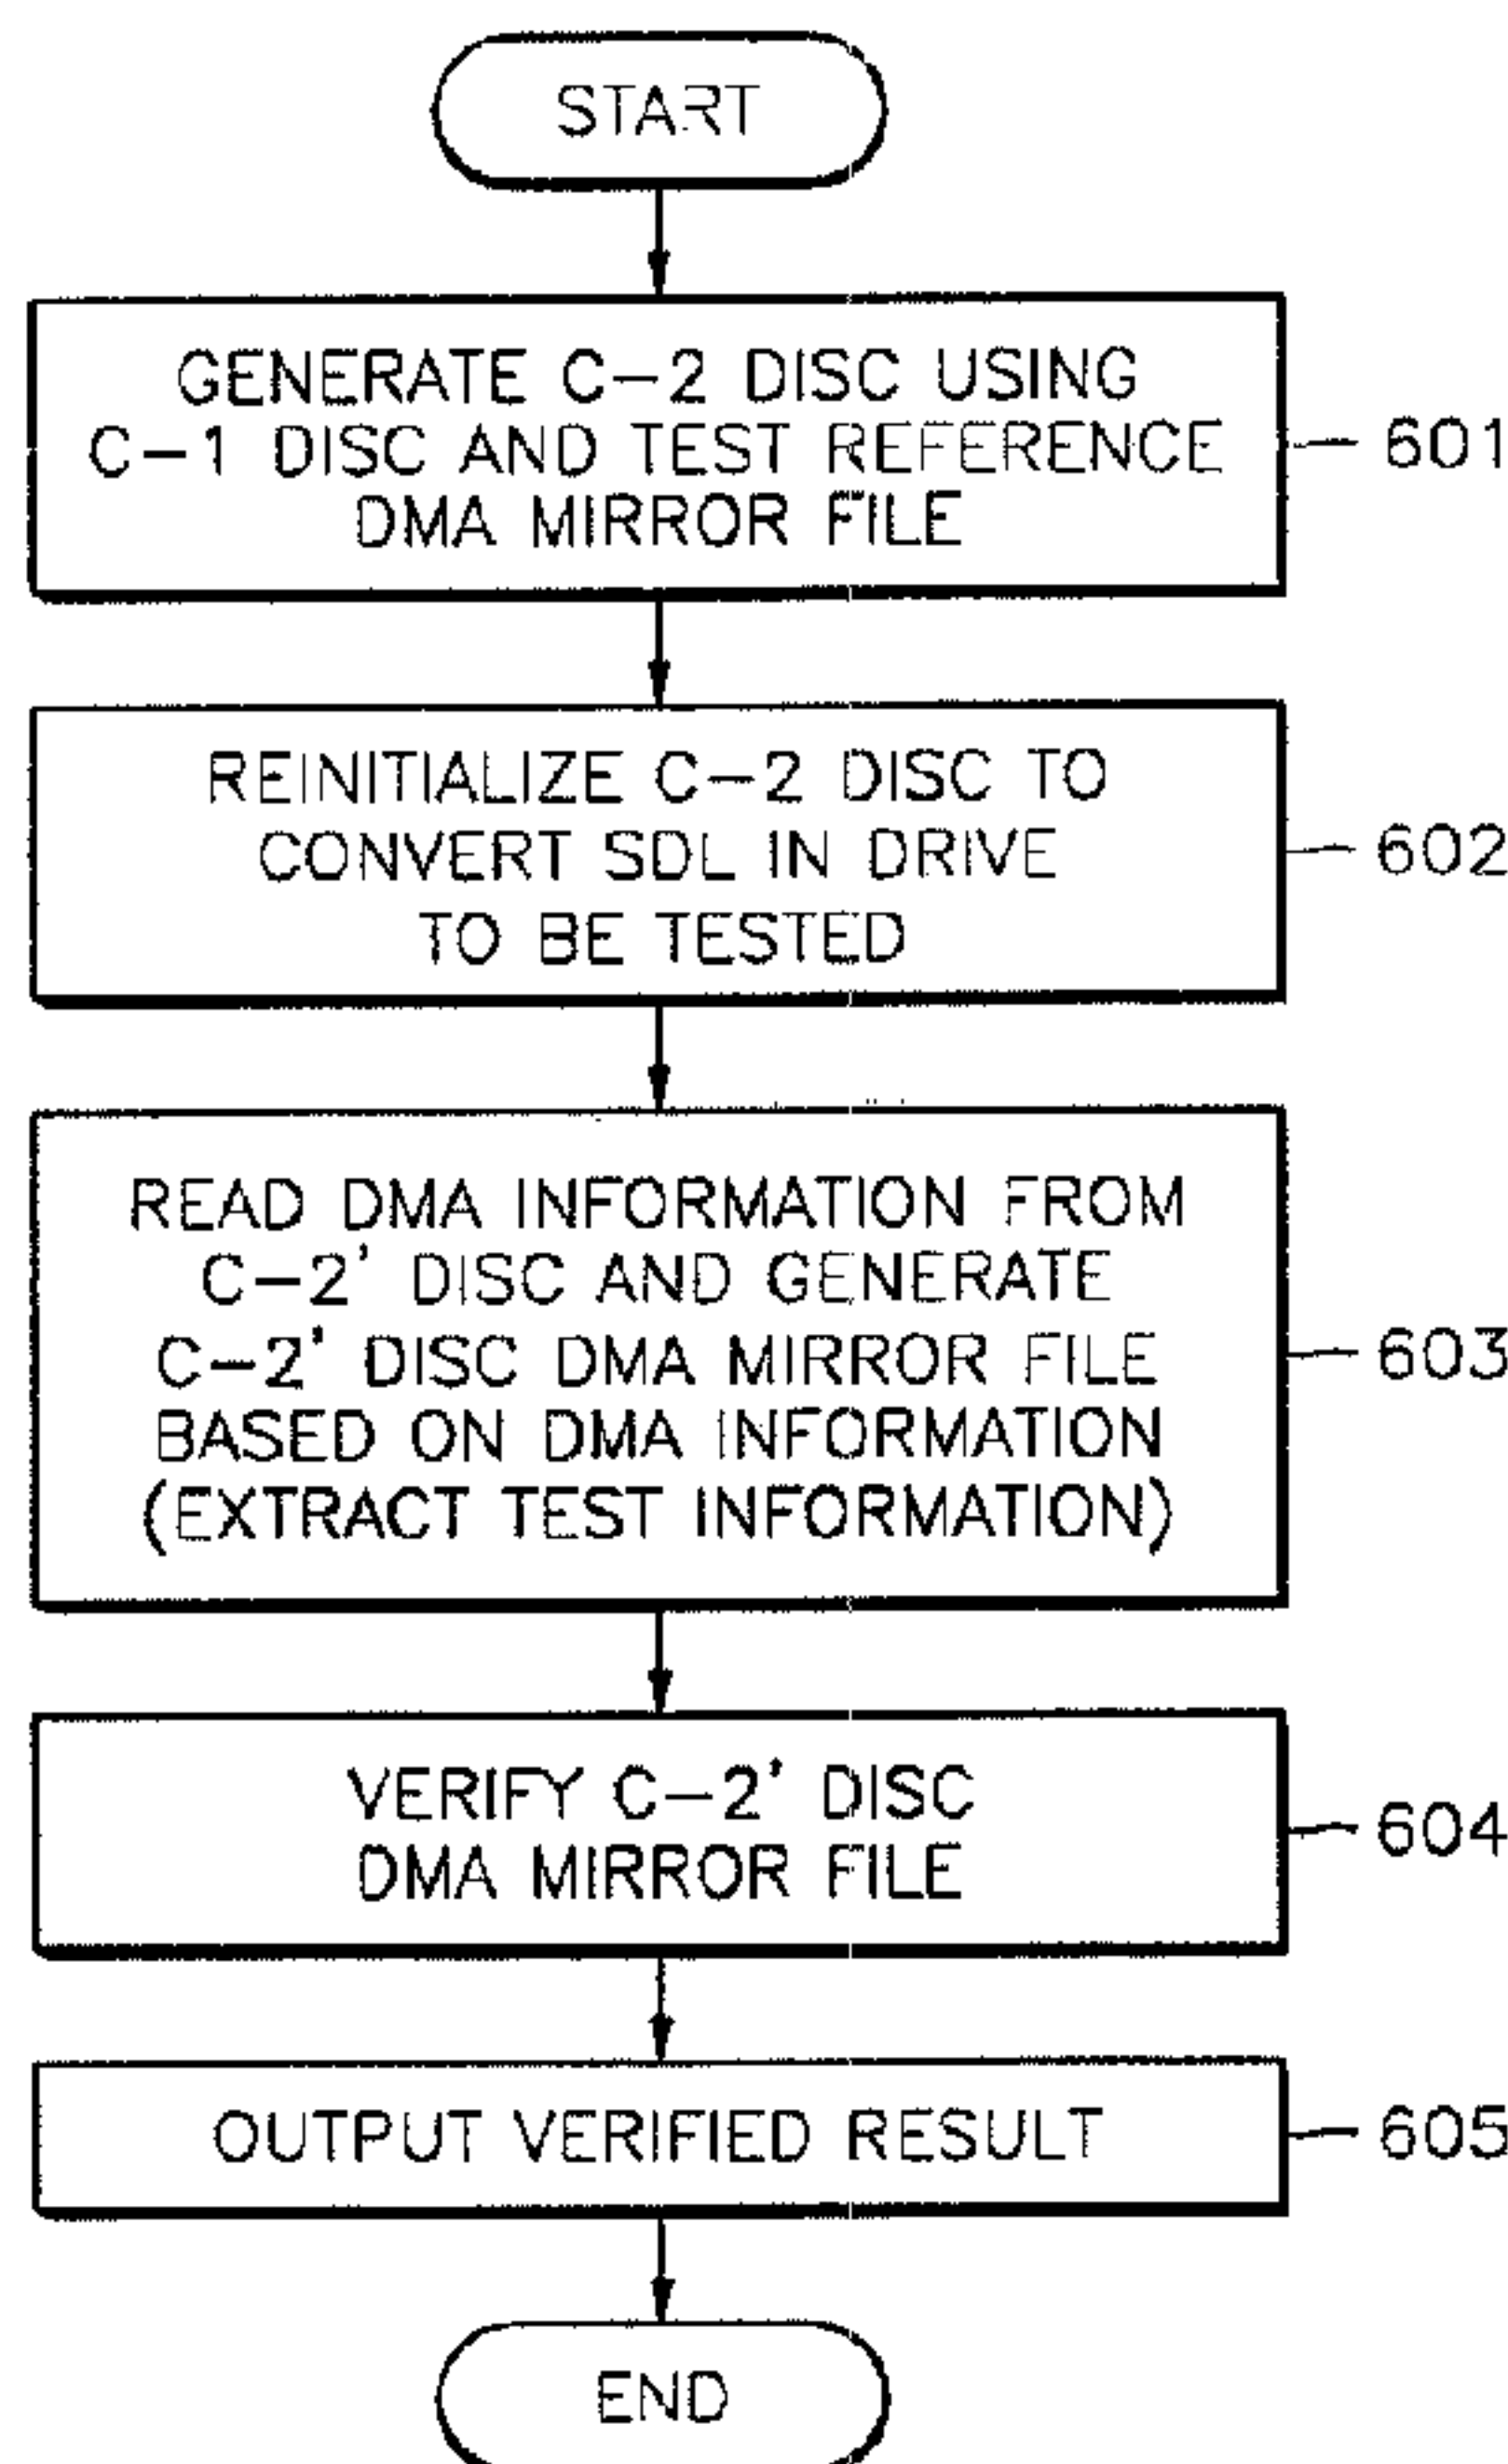 START
GENERATE C-2 DISC USING
C-1 DISC AND TEST REFERENCE
DMA MIRROR FILE
601
REINITIALIZE C-2 DISC TO
CONVERT SDL IN DRIVE
TO BE TESTED
602
READ DMA INFORMATION FROM
C-2' DISC AND GENERATE
C-2' DISC DMA MIRROR FILE
BASED ON DMA INFORMATION
(EXTRACT TEST INFORMATION)
603
VERIFY C-2' DISC
DMA MIRROR FILE
604
OUTPUT VERIFIED RESULT
605
END